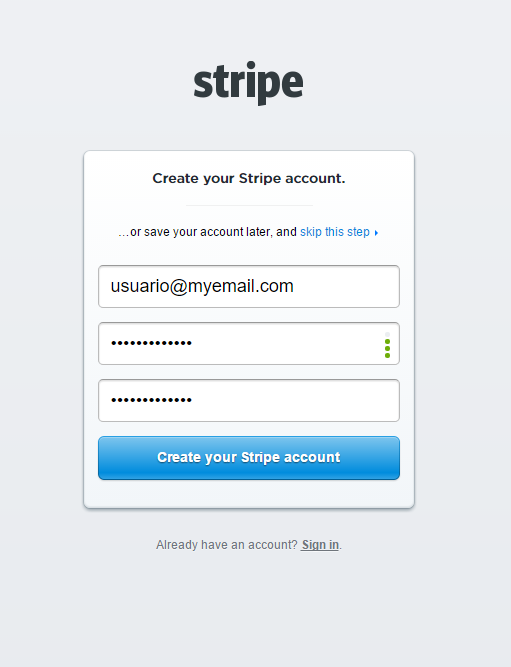 stripe
Create your Stripe account.
...or save your account later, and skip this step
usuario@myemail.com
•••••••••••••
•••••••••••••
Create your Stripe account
Already have an account? Sign in.